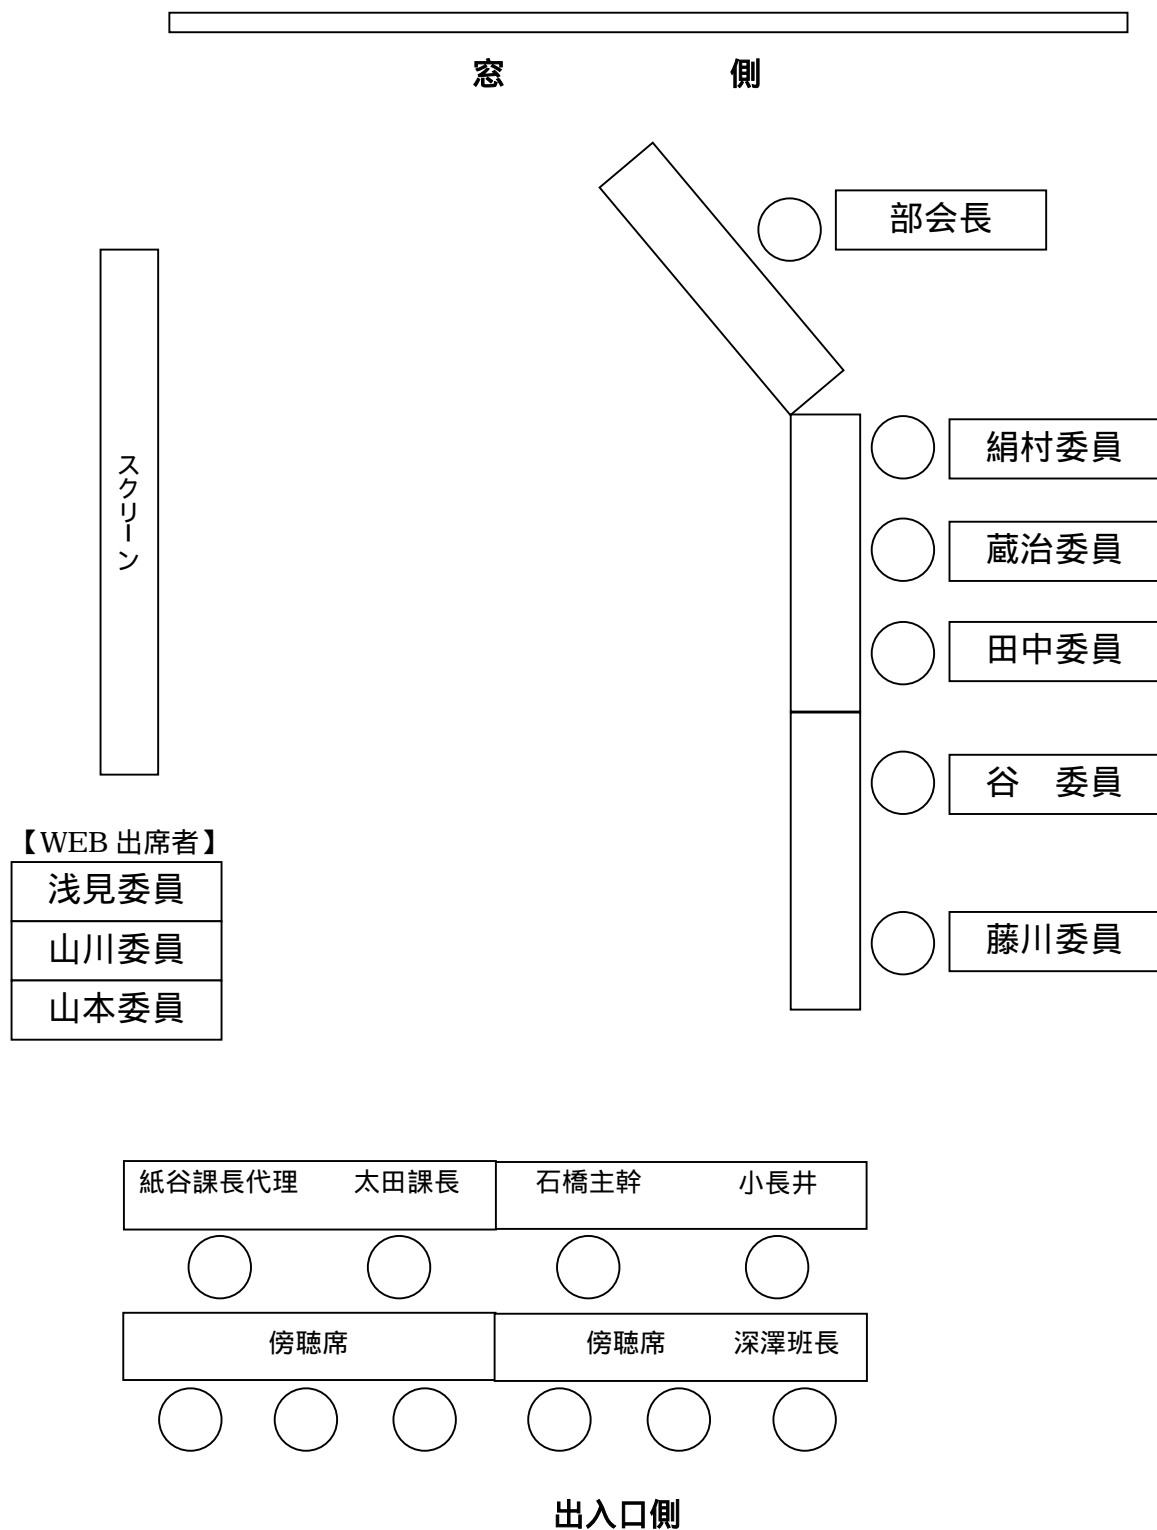 窓　側
部会長
絹村委員
蔵治委員
田中委員
谷　委員
藤川委員
スクリーン
【WEB 出席者】
浅見委員
山川委員
山本委員
紙谷課長代理　太田課長　石橋主幹　小長井
傍聴席　傍聴席　深澤班長
出入口側